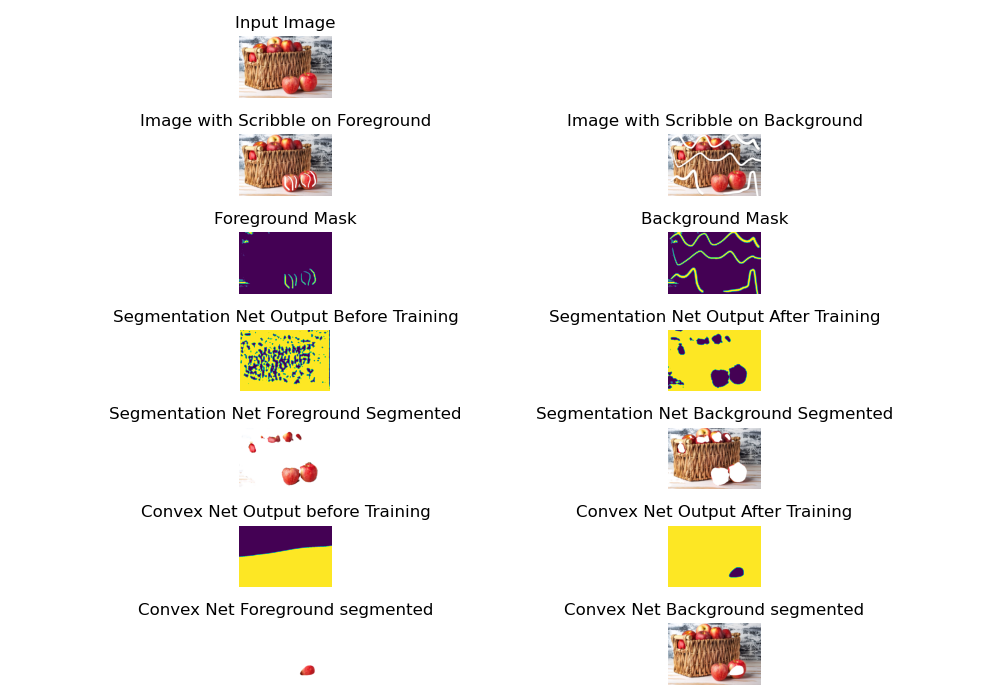 Input Image
Image with Scribble on Foreground
Image with Scribble on Background
Foreground Mask
Background Mask
Segmentation Net Output Before Training
Segmentation Net Output After Training
Segmentation Net Foreground Segmented
Segmentation Net Background Segmented
Convex Net Output before Training
Convex Net Output After Training
Convex Net Foreground segmented
Convex Net Background segmented